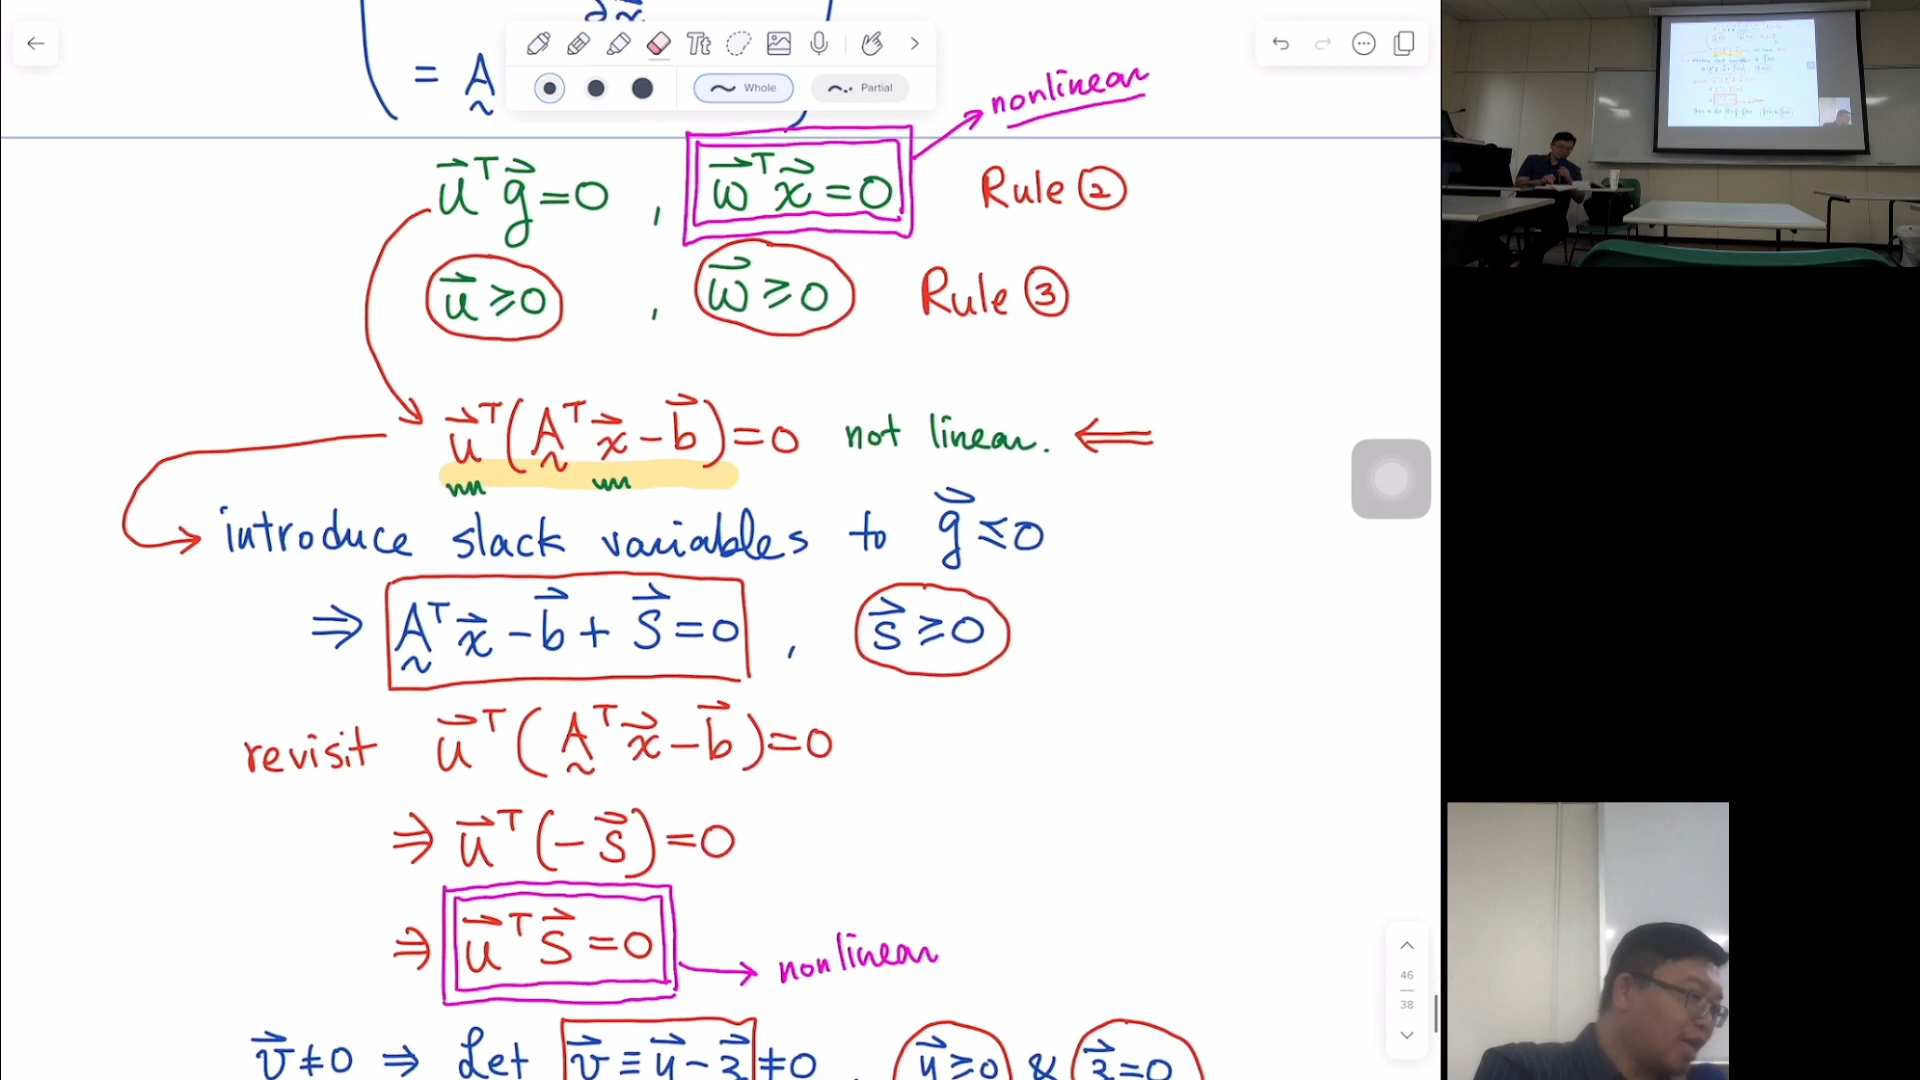 = A
Whole
Partial
nonlinear
u^T g = 0 , w^T x = 0 Rule ②
u ≥ 0 , w ≥ 0 Rule ③
u^T (A^T x - b) = 0 not linear. ⇐
introduce slack variables to g ≤ 0
⇒ A^T x - b + s = 0 , s ≥ 0
revisit u^T (A^T x - b) = 0
⇒ u^T (-s) = 0
⇒ u^T s = 0 → nonlinear
46
38
v ≠ 0 ⇒ Let v ≡ y - z ≠ 0 , y ≥ 0 & z = 0